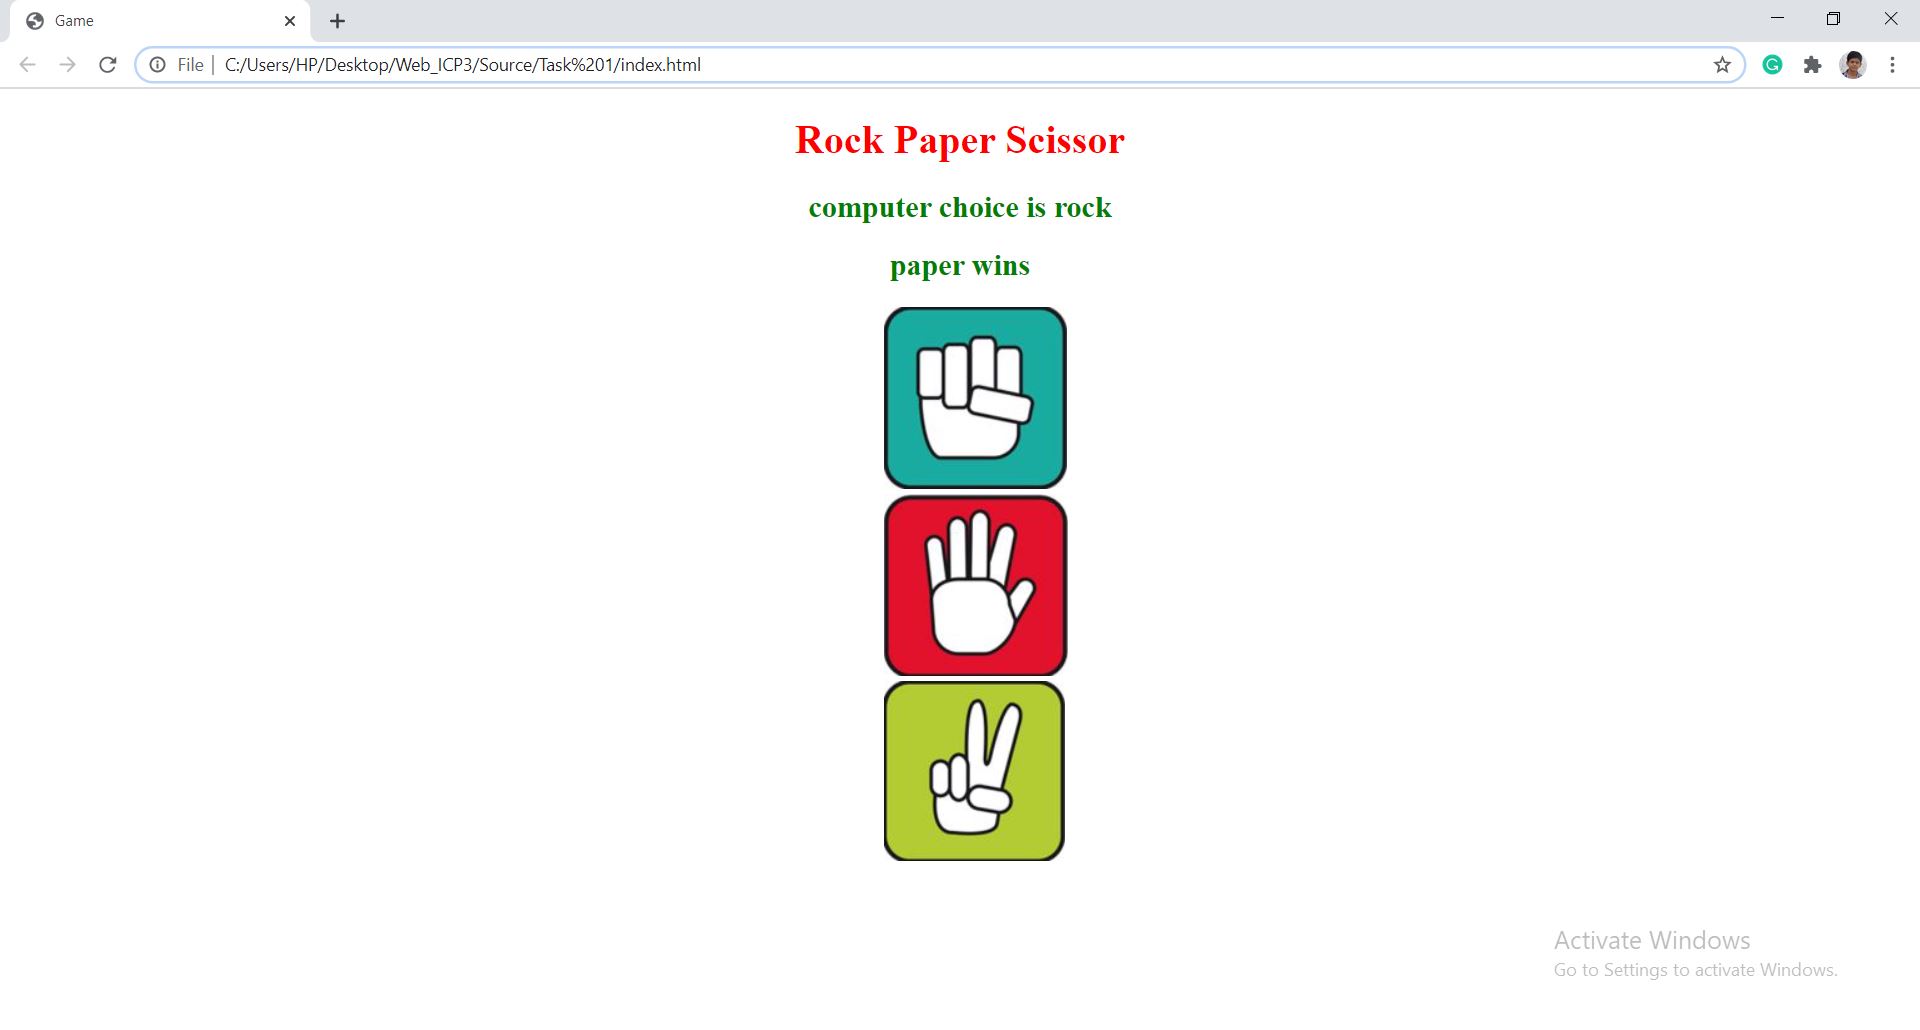 Game
File
C:/Users/HP/Desktop/Web_ICP3/Source/Task%201/index.html
Rock Paper Scissor
computer choice is rock
paper wins
Activate Windows
Go to Settings to activate Windows.